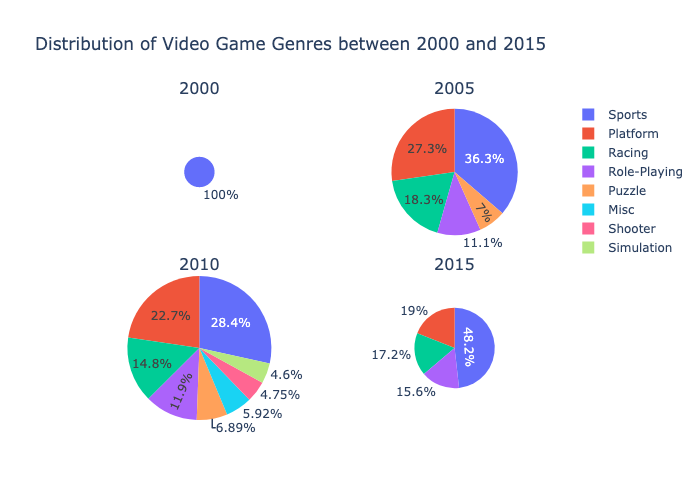 Distribution of Video Game Genres between 2000 and 2015
2000
100%
2005
36.3%
27.3%
18.3%
11.1%
7%
Sports
Platform
Racing
Role-Playing
Puzzle
Misc
Shooter
Simulation
2010
28.4%
22.7%
14.8%
11.9%
6.89%
5.92%
4.75%
4.6%
2015
48.2%
19%
17.2%
15.6%